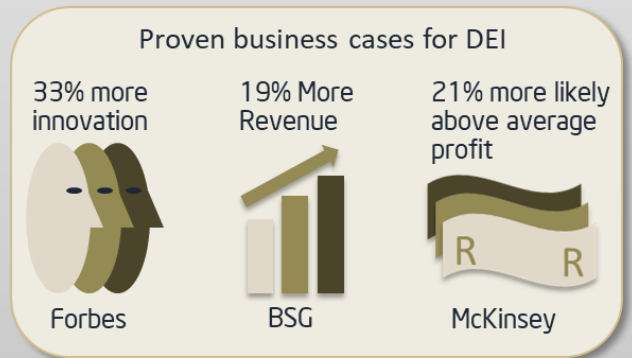 Proven business cases for DEI
33% more
innovation
19% More
Revenue
21% more likely
above average
profit
R
R
Forbes
BSG
McKinsey